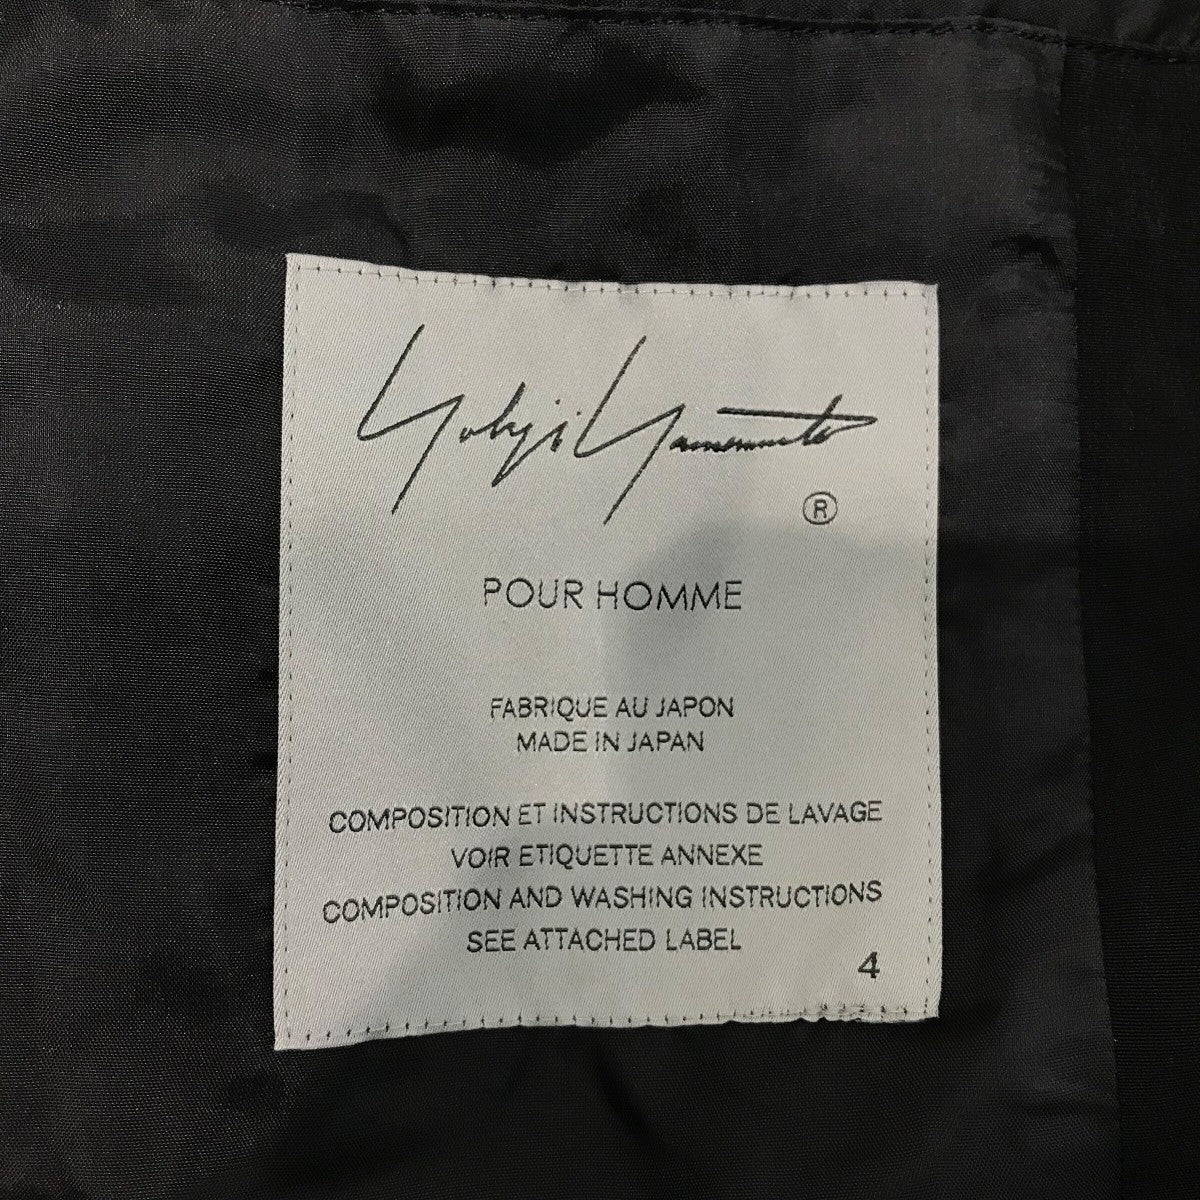 Yohji Yamamoto
®
POUR HOMME
FABRIQUE AU JAPON
MADE IN JAPAN
COMPOSITION ET INSTRUCTIONS DE LAVAGE
VOIR ETIQUETTE ANNEXE
COMPOSITION AND WASHING INSTRUCTIONS
SEE ATTACHED LABEL
4